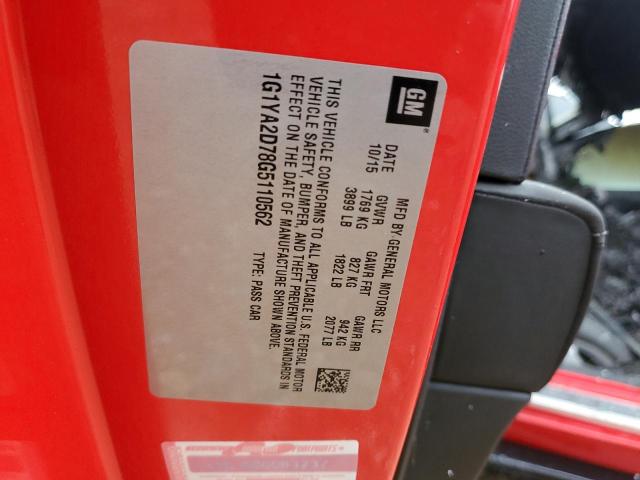 GM
®
MFD BY GENERAL MOTORS LLC
DATE GVWR GAWR FRT GAWR RR
10/15 1769 KG 827 KG 942 KG
3899 LB 1822 LB 2077 LB
THIS VEHICLE CONFORMS TO ALL APPLICABLE U.S. FEDERAL MOTOR
VEHICLE SAFETY, BUMPER, AND THEFT PREVENTION STANDARDS IN
EFFECT ON THE DATE OF MANUFACTURE SHOWN ABOVE.
1G1YA2D78G5110562 TYPE: PASS CAR